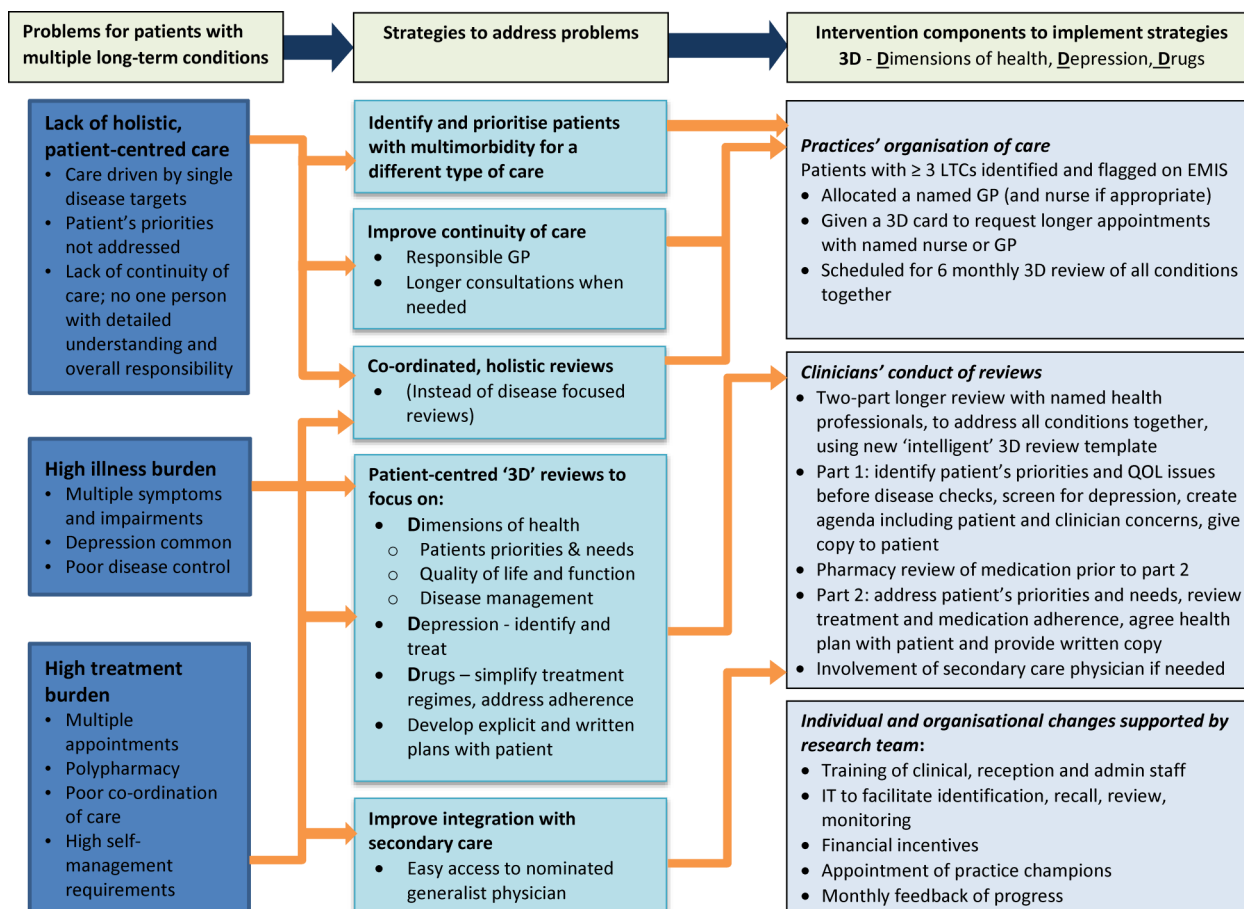 Problems for patients with
multiple long-term conditions
Strategies to address problems
Intervention components to implement strategies
3D - Dimensions of health, Depression, Drugs
Lack of holistic,
patient-centred care
• Care driven by single
disease targets
• Patient's priorities
not addressed
• Lack of continuity of
care; no one person
with detailed
understanding and
overall responsibility
High illness burden
• Multiple symptoms
and impairments
• Depression common
• Poor disease control
High treatment
burden
• Multiple
appointments
• Polypharmacy
• Poor co-ordination
of care
• High self-
management
requirements
Identify and prioritise patients
with multimorbidity for a
different type of care
Improve continuity of care
• Responsible GP
• Longer consultations when
needed
Co-ordinated, holistic reviews
• (Instead of disease focused
reviews)
Patient-centred ‘3D’ reviews to
focus on:
• Dimensions of health
o Patients priorities & needs
o Quality of life and function
o Disease management
• Depression - identify and
treat
• Drugs – simplify treatment
regimes, address adherence
• Develop explicit and written
plans with patient
Improve integration with
secondary care
• Easy access to nominated
generalist physician
Practices’ organisation of care
Patients with ≥ 3 LTCs identified and flagged on EMIS
• Allocated a named GP (and nurse if appropriate)
• Given a 3D card to request longer appointments
with named nurse or GP
• Scheduled for 6 monthly 3D review of all conditions
together
Clinicians’ conduct of reviews
• Two-part longer review with named health
professionals, to address all conditions together,
using new ‘intelligent’ 3D review template
• Part 1: identify patient’s priorities and QOL issues
before disease checks, screen for depression, create
agenda including patient and clinician concerns, give
copy to patient
• Pharmacy review of medication prior to part 2
• Part 2: address patient’s priorities and needs, review
treatment and medication adherence, agree health
plan with patient and provide written copy
• Involvement of secondary care physician if needed
Individual and organisational changes supported by
research team:
• Training of clinical, reception and admin staff
• IT to facilitate identification, recall, review,
monitoring
• Financial incentives
• Appointment of practice champions
• Monthly feedback of progress